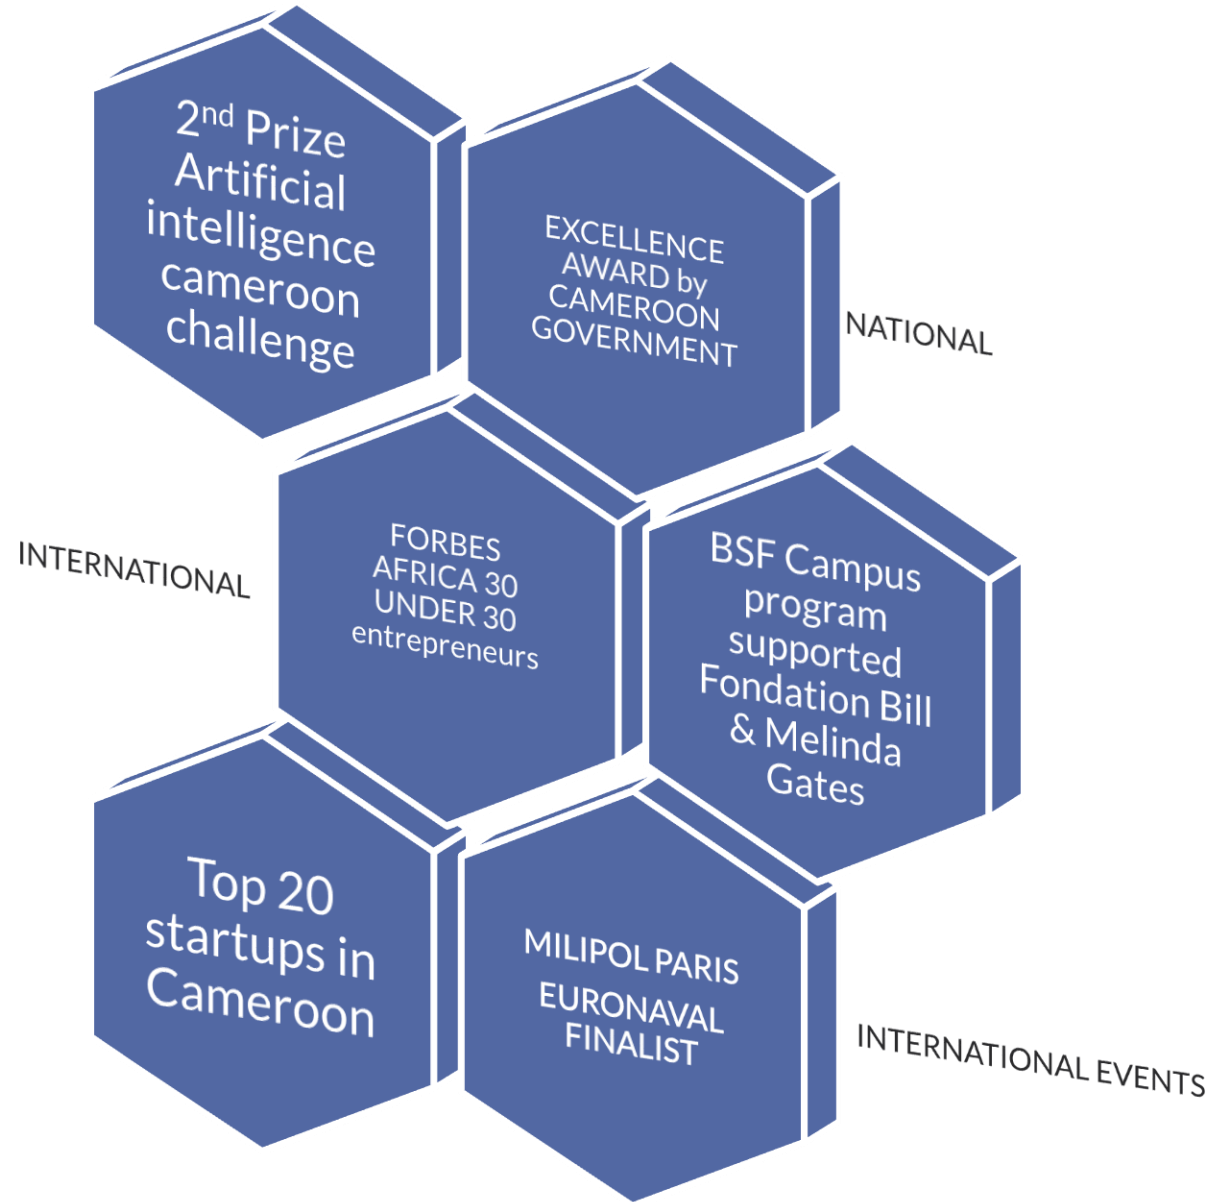 2nd Prize
Artificial
intelligence
cameroon
challenge
EXCELLENCE
AWARD by
CAMEROON
GOVERNMENT
NATIONAL
INTERNATIONAL
FORBES
AFRICA 30
UNDER 30
entrepreneurs
BSF Campus
program
supported
Fondation Bill
& Melinda
Gates
Top 20
startups in
Cameroon
MILIPOL PARIS
EURONAVAL
FINALIST
INTERNATIONAL EVENTS